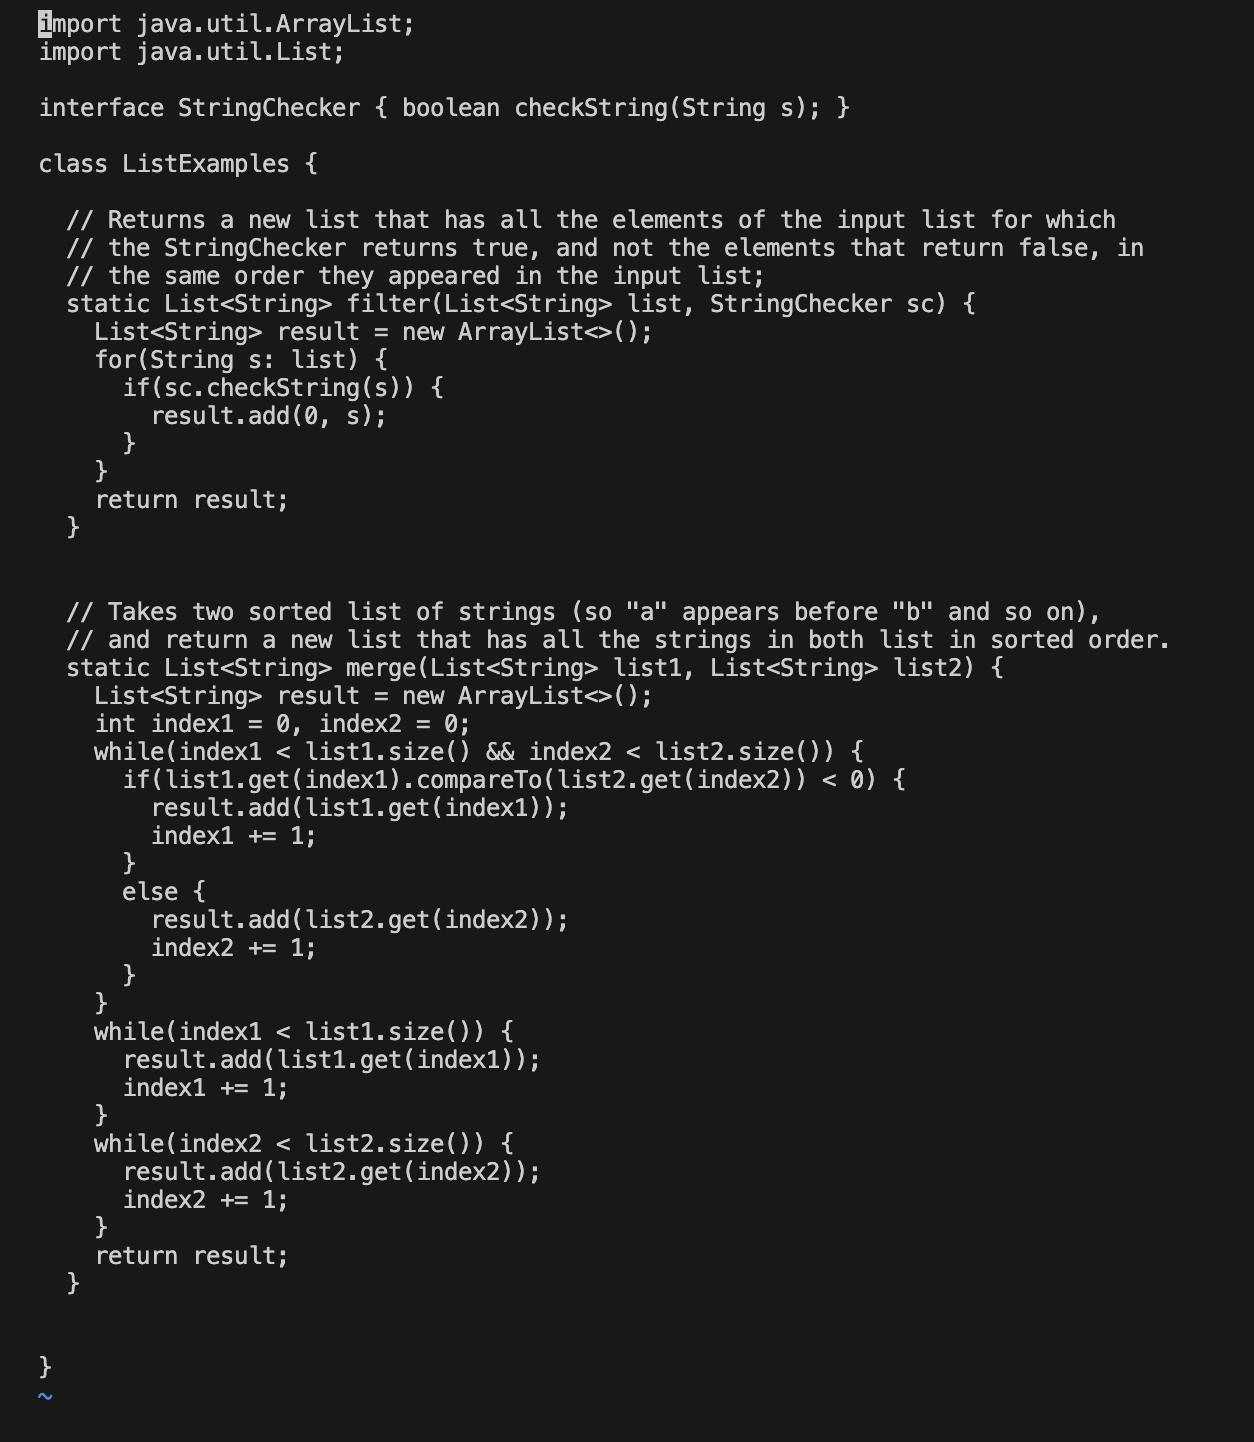 import java.util.ArrayList;
import java.util.List;

interface StringChecker { boolean checkString(String s); }

class ListExamples {

  // Returns a new list that has all the elements of the input list for which
  // the StringChecker returns true, and not the elements that return false, in
  // the same order they appeared in the input list;
  static List<String> filter(List<String> list, StringChecker sc) {
    List<String> result = new ArrayList<>();
    for(String s: list) {
      if(sc.checkString(s)) {
        result.add(0, s);
      }
    }
    return result;
  }


  // Takes two sorted list of strings (so "a" appears before "b" and so on),
  // and return a new list that has all the strings in both list in sorted order.
  static List<String> merge(List<String> list1, List<String> list2) {
    List<String> result = new ArrayList<>();
    int index1 = 0, index2 = 0;
    while(index1 < list1.size() && index2 < list2.size()) {
      if(list1.get(index1).compareTo(list2.get(index2)) < 0) {
        result.add(list1.get(index1));
        index1 += 1;
      }
      else {
        result.add(list2.get(index2));
        index2 += 1;
      }
    }
    while(index1 < list1.size()) {
      result.add(list1.get(index1));
      index1 += 1;
    }
    while(index2 < list2.size()) {
      result.add(list2.get(index2));
      index2 += 1;
    }
    return result;
  }


}
~